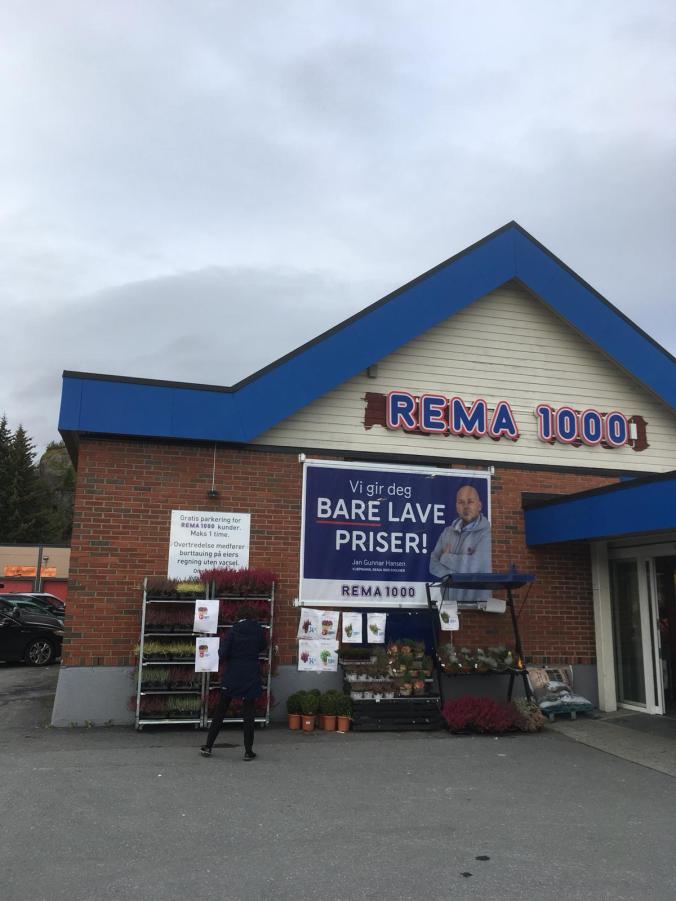 REMA 1000
Vi gir deg
BARE LAVE
PRISER!
Jan Gunnar Hansen
REMA 1000
Gratis parkering for
REMA 1000 kunder.
Maks 1 time.
Overtredelse medfører
borttauing på eiers
regning uten varsel.